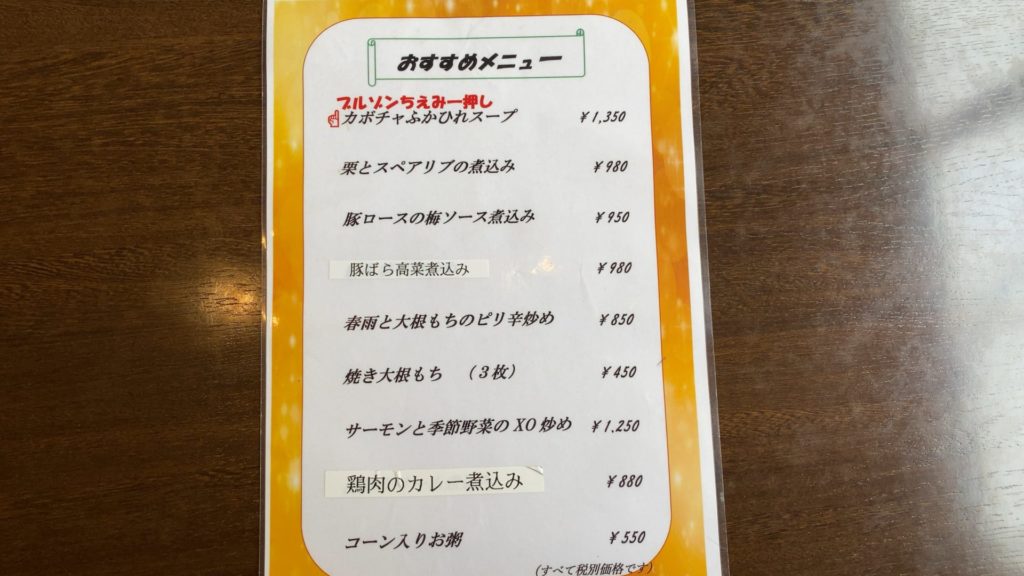 おすすめメニュー
ブルゾンちえみ一押し
カボチャふかひれスープ ￥1,350
栗とスペアリブの煮込み ￥980
豚ロースの梅ソース煮込み ￥950
豚ばら高菜煮込み ￥980
春雨と大根もちのピリ辛炒め ￥850
焼き大根もち （３枚） ￥450
サーモンと季節野菜のXO炒め ￥1,250
鶏肉のカレー煮込み ￥880
コーン入りお粥 ￥550
（すべて税別価格です）